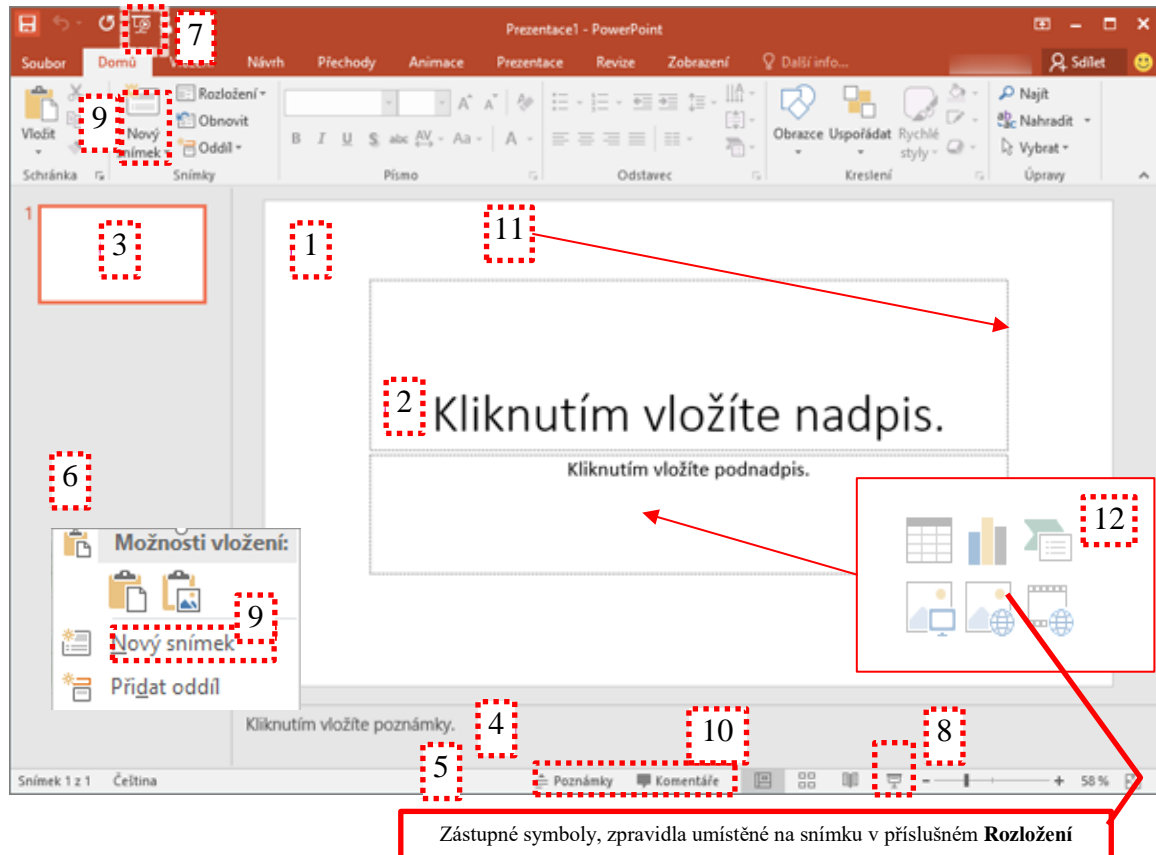 7
Prezentace1 - PowerPoint
Soubor Domů Návrh Přechody Animace Prezentace Revize Zobrazení Další info... Sdílet
9
Vložit
Nový
snímek
Rozložení
Obnovit
Oddíl
B I U S abc AV Aa A
A A
Obrazce Uspořádat Rychlé
styly
Najít
Nahradit
Vybrat
Schránka Snímky Písmo Odstavec Kreslení Úpravy
1
3
1
11
2
Kliknutím vložíte nadpis.
Kliknutím vložíte podnadpis.
6
12
Možnosti vložení:
9
Nový snímek
Přidat oddíl
Kliknutím vložíte poznámky.
4
10
8
5
Snímek 1 z 1 Čeština Poznámky Komentáře - + 58 %
Zástupné symboly, zpravidla umístěné na snímku v příslušném Rozložení